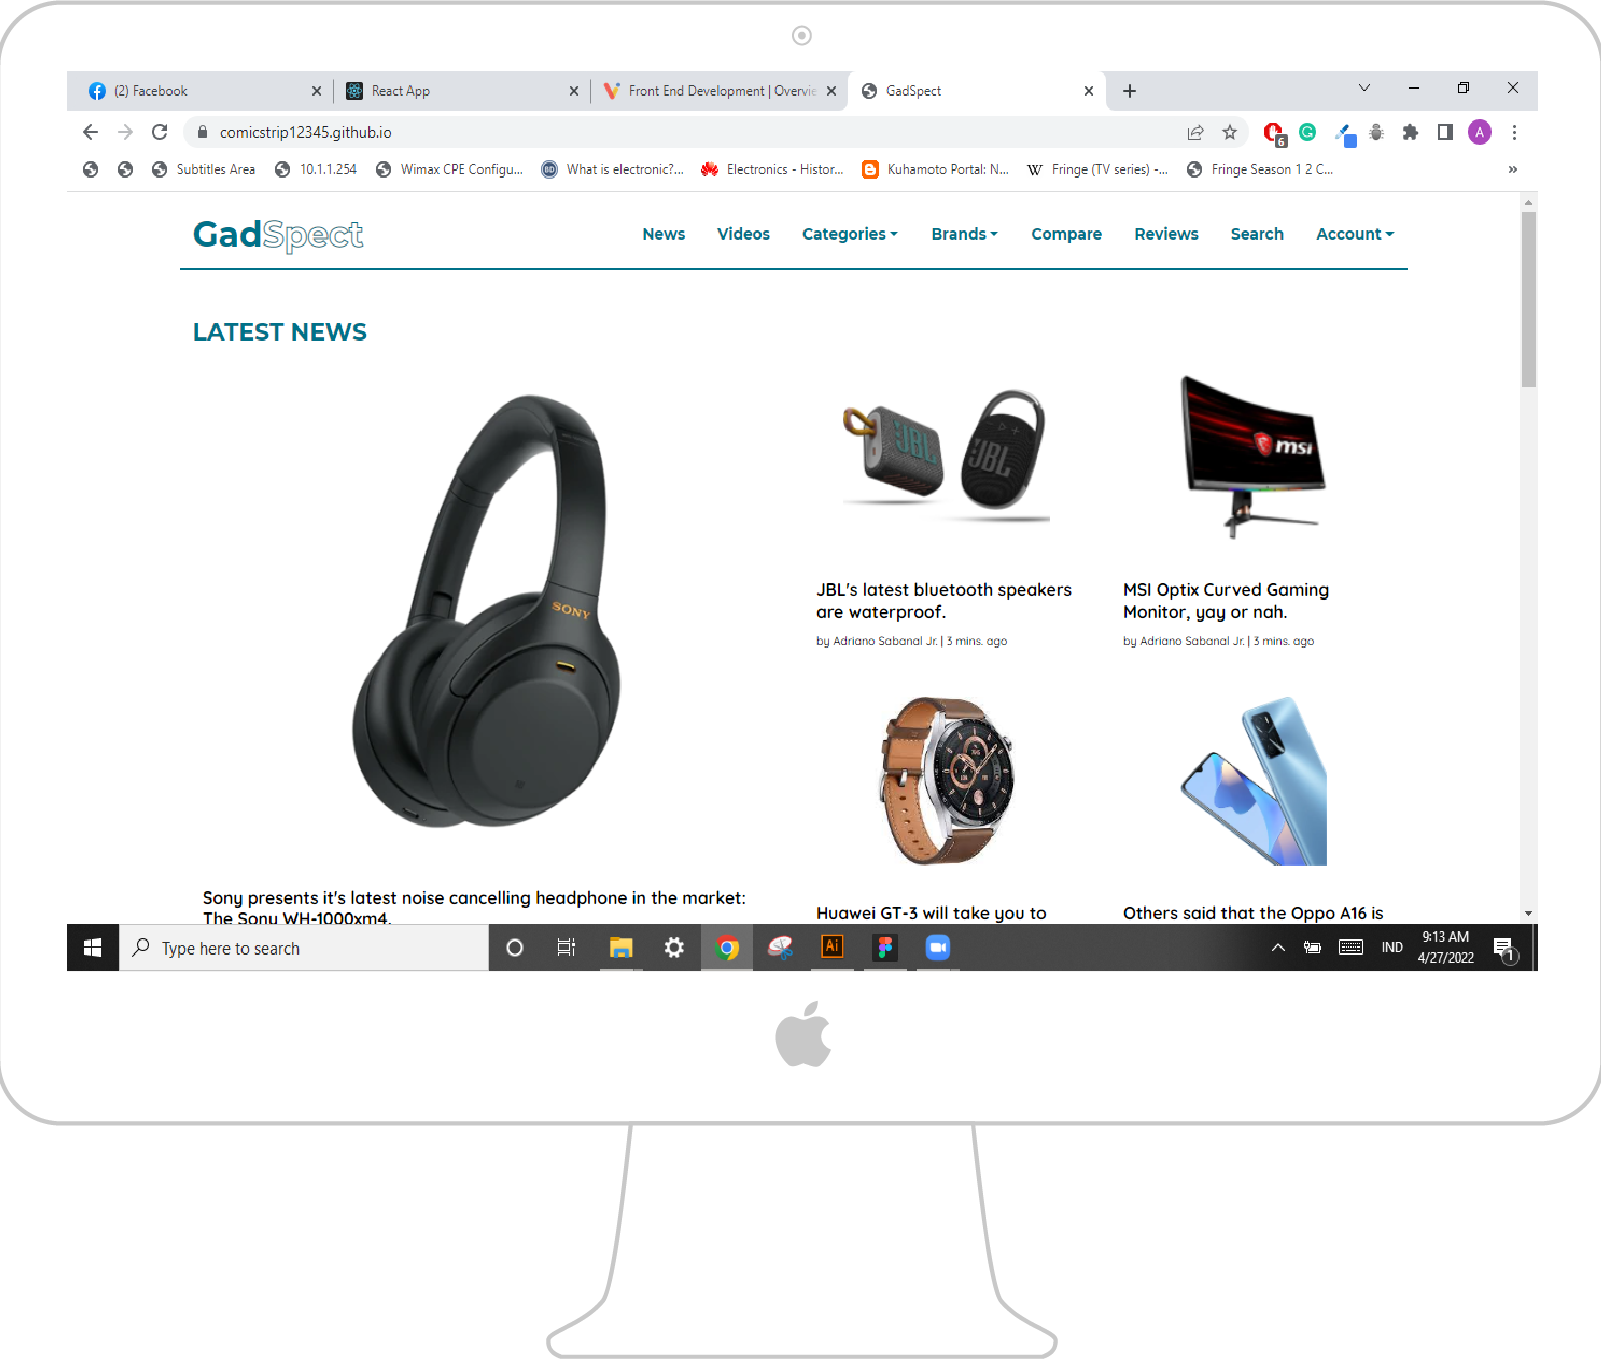 (2) Facebook
React App
Front End Development | Overvie
GadSpect
comicstrip12345.github.io
6
A
Subtitles Area
10.1.1.254
Wimax CPE Configu...
What is electronic?...
Electronics - Histor...
Kuhamoto Portal: N...
W Fringe (TV series) -...
Fringe Season 1 2 C...
»
GadSpect
News
Videos
Categories
Brands
Compare
Reviews
Search
Account
LATEST NEWS
SONY
JBL
JBL
msi
JBL's latest bluetooth speakers
are waterproof.
by Adriano Sabanal Jr. | 3 mins. ago
MSI Optix Curved Gaming
Monitor, yay or nah.
by Adriano Sabanal Jr. | 3 mins. ago
Sony presents it's latest noise cancelling headphone in the market:
The Sony WH-1000xm4.
Huawei GT-3 will take you to
Others said that the Oppo A16 is
Type here to search
Ai
IND
9:13 AM
4/27/2022
1